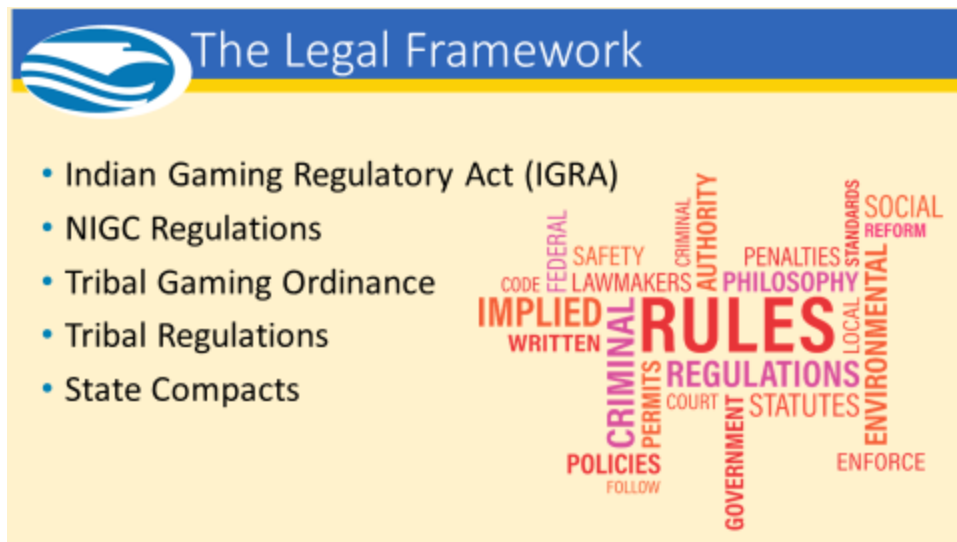 The Legal Framework
• Indian Gaming Regulatory Act (IGRA)
• NIGC Regulations
• Tribal Gaming Ordinance
• Tribal Regulations
• State Compacts
FEDERAL
CRIMINAL
AUTHORITY
STANDARDS
SOCIAL
REFORM
SAFETY
PENALTIES
CODE
LAWMAKERS
PHILOSOPHY
IMPLIED
RULES
LOCAL
ENVIRONMENTAL
WRITTEN
CRIMINAL
REGULATIONS
PERMITS
COURT
STATUTES
GOVERNMENT
POLICIES
ENFORCE
FOLLOW